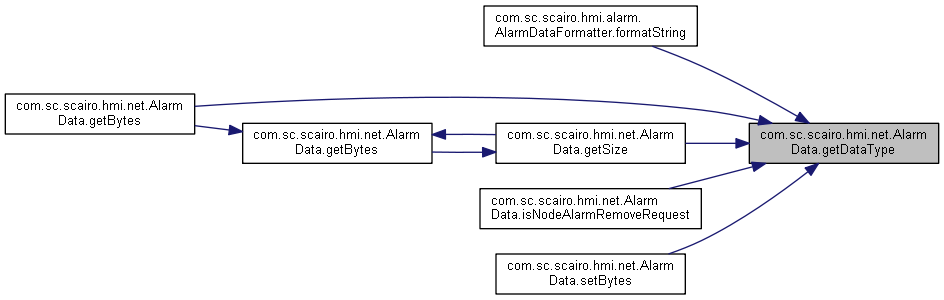 com.sc.scairo.hmi.alarm.
AlarmDataFormatter.formatString
com.sc.scairo.hmi.net.Alarm
Data.getBytes
com.sc.scairo.hmi.net.Alarm
Data.getBytes
com.sc.scairo.hmi.net.Alarm
Data.getSize
com.sc.scairo.hmi.net.Alarm
Data.getDataType
com.sc.scairo.hmi.net.Alarm
Data.isNodeAlarmRemoveRequest
com.sc.scairo.hmi.net.Alarm
Data.setBytes